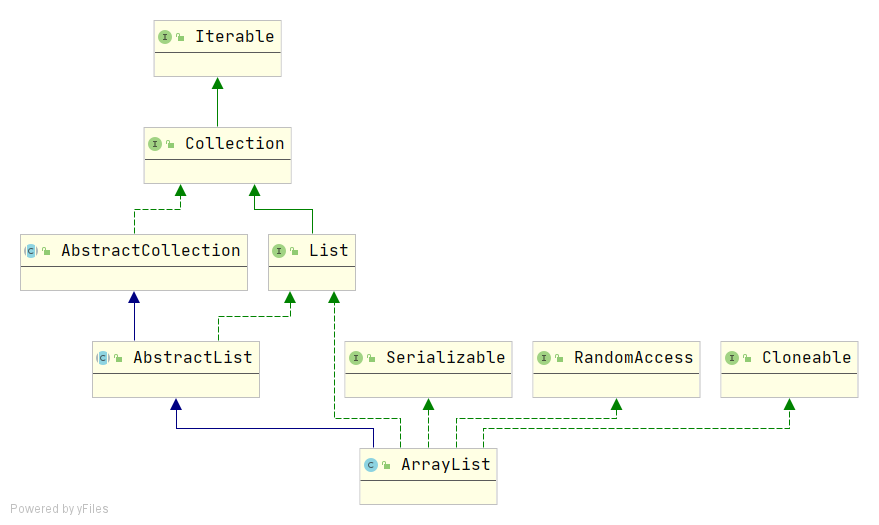 I Iterable
I Collection
C AbstractCollection
I List
C AbstractList
I Serializable
I RandomAccess
I Cloneable
C ArrayList
Powered by yFiles